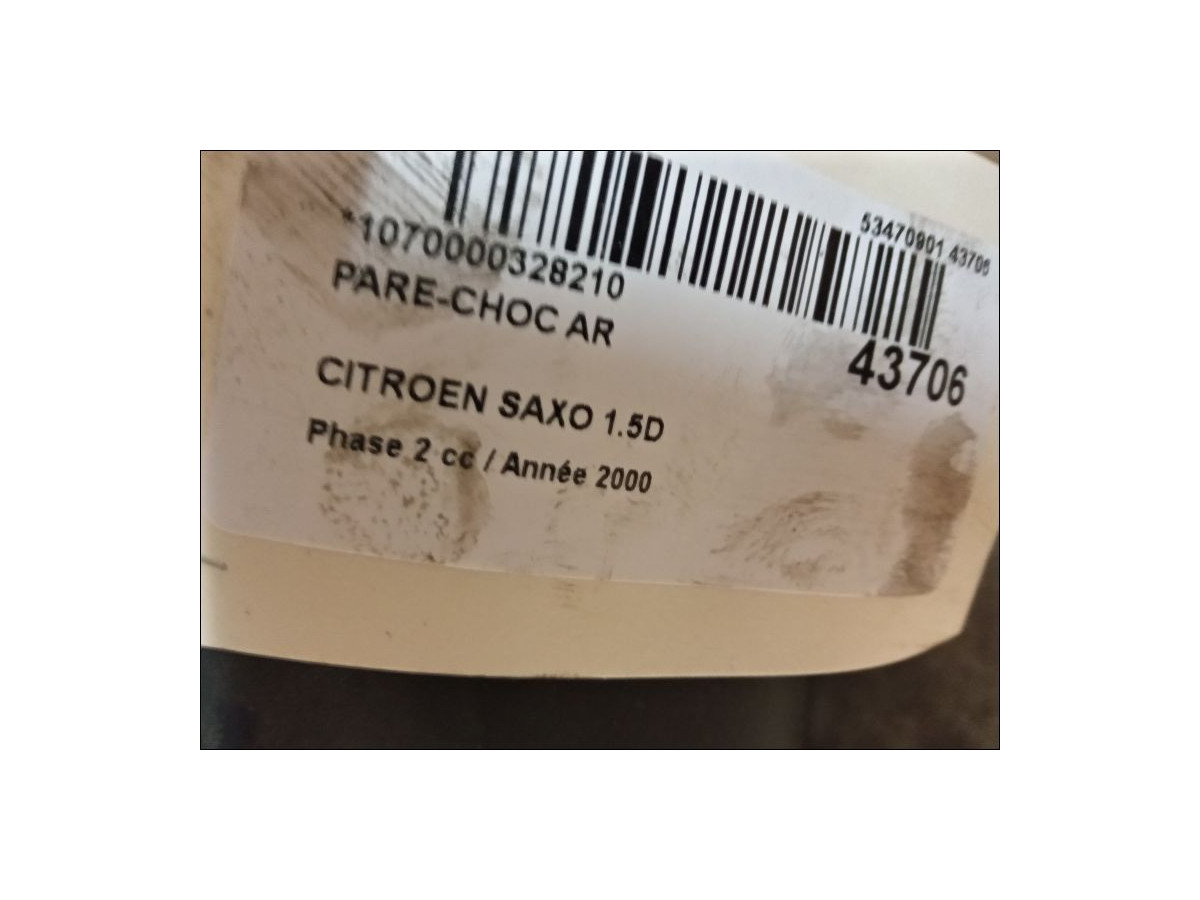 53470901 43706
*1070000328210
PARE-CHOC AR
43706
CITROEN SAXO 1.5D
Phase 2 cc / Année 2000